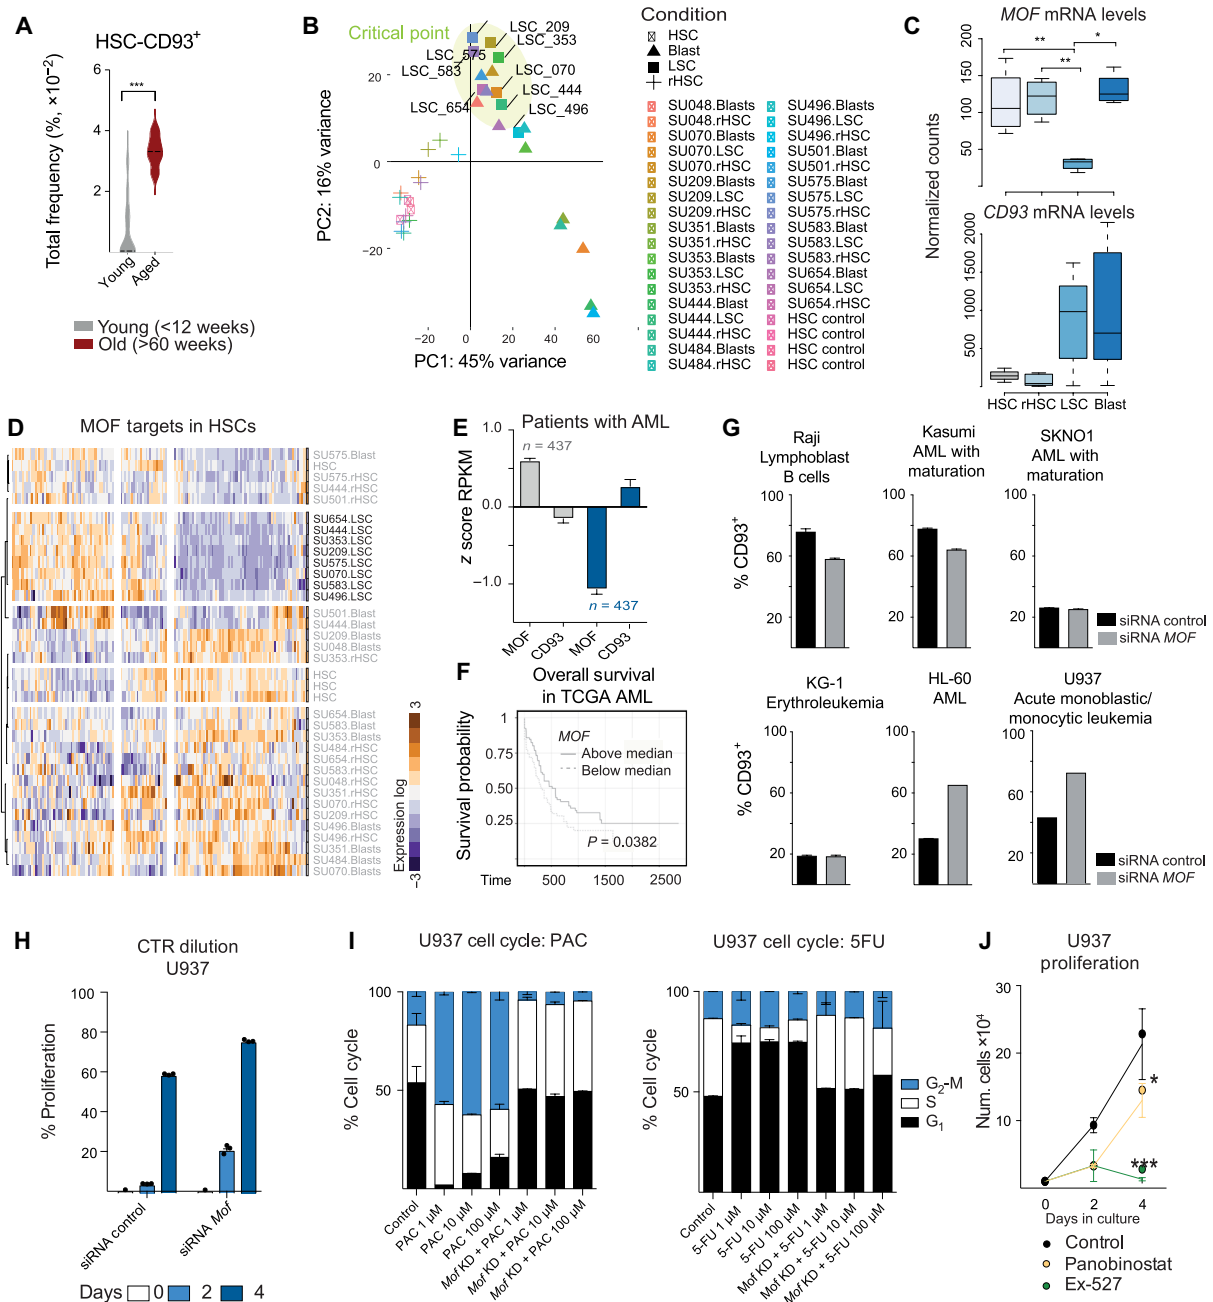 A
HSC-CD93+
Total frequency (%, ×10−2)
6
4
2
***
Young
Aged
Young (<12 weeks)
Old (>60 weeks)
B
Critical point
LSC_209
LSC_353
LSC_575
LSC_583
LSC_070
LSC_444
LSC_654
LSC_496
PC2: 16% variance
20
0
−20
−20
0
20
40
60
PC1: 45% variance
Condition
HSC
Blast
LSC
rHSC
SU048.Blasts
SU048.rHSC
SU070.Blasts
SU070.LSC
SU070.rHSC
SU209.Blasts
SU209.LSC
SU209.rHSC
SU351.Blasts
SU351.rHSC
SU353.Blasts
SU353.LSC
SU353.rHSC
SU444.Blast
SU444.LSC
SU444.rHSC
SU484.Blasts
SU484.rHSC
SU496.Blasts
SU496.LSC
SU496.rHSC
SU501.Blast
SU501.rHSC
SU575.Blast
SU575.LSC
SU575.rHSC
SU583.Blast
SU583.LSC
SU583.rHSC
SU654.Blast
SU654.LSC
SU654.rHSC
HSC control
HSC control
HSC control
HSC control
C
MOF mRNA levels
Normalized counts
200
150
100
50
**
*
**
CD93 mRNA levels
2000
1500
1000
500
HSC rHSC LSC Blast
D
MOF targets in HSCs
SU575.Blast
HSC
SU575.rHSC
SU444.rHSC
SU501.rHSC
SU654.LSC
SU444.LSC
SU353.LSC
SU209.LSC
SU575.LSC
SU070.LSC
SU583.LSC
SU496.LSC
SU501.Blast
SU444.Blast
SU209.Blasts
SU048.Blasts
SU353.rHSC
HSC
HSC
HSC
SU654.Blast
SU583.Blast
SU353.Blasts
SU484.rHSC
SU654.rHSC
SU583.rHSC
SU048.rHSC
SU351.rHSC
SU070.rHSC
SU209.rHSC
SU496.Blasts
SU496.rHSC
SU351.Blasts
SU484.Blasts
SU070.Blasts
Expression log
3
−3
E
Patients with AML
z score RPKM
1.0
0.0
−1.0
n = 437
n = 437
MOF
CD93
MOF
CD93
F
Overall survival
in TCGA AML
Survival probability
1
0.75
0.50
0.25
MOF
Above median
Below median
P = 0.0382
Time
500
1500
2800
G
Raji
Lymphoblast
B cells
% CD93+
100
60
20
Kasumi
AML with
maturation
100
60
20
SKNO1
AML with
maturation
100
60
20
siRNA control
siRNA MOF
KG-1
Erythroleukemia
% CD93+
100
60
20
HL-60
AML
100
60
20
U937
Acute monoblastic/
monocytic leukemia
100
60
20
siRNA control
siRNA MOF
H
CTR dilution
U937
% Proliferation
100
80
60
40
20
siRNA control
siRNA Mof
Days 0 2 4
I
U937 cell cycle: PAC
% Cell cycle
100
50
Control
PAC 1 µM
PAC 10 µM
PAC 100 µM
Mof KD + PAC 1 µM
Mof KD + PAC 10 µM
Mof KD + PAC 100 µM
U937 cell cycle: 5FU
% Cell cycle
100
50
Control
5-FU 1 µM
5-FU 10 µM
5-FU 100 µM
Mof KD + 5-FU 1 µM
Mof KD + 5-FU 10 µM
Mof KD + 5-FU 100 µM
G2-M
S
G1
J
U937
proliferation
Num. cells ×104
30
20
10
0
*
***
0
2
4
Days in culture
Control
Panobinostat
Ex-527